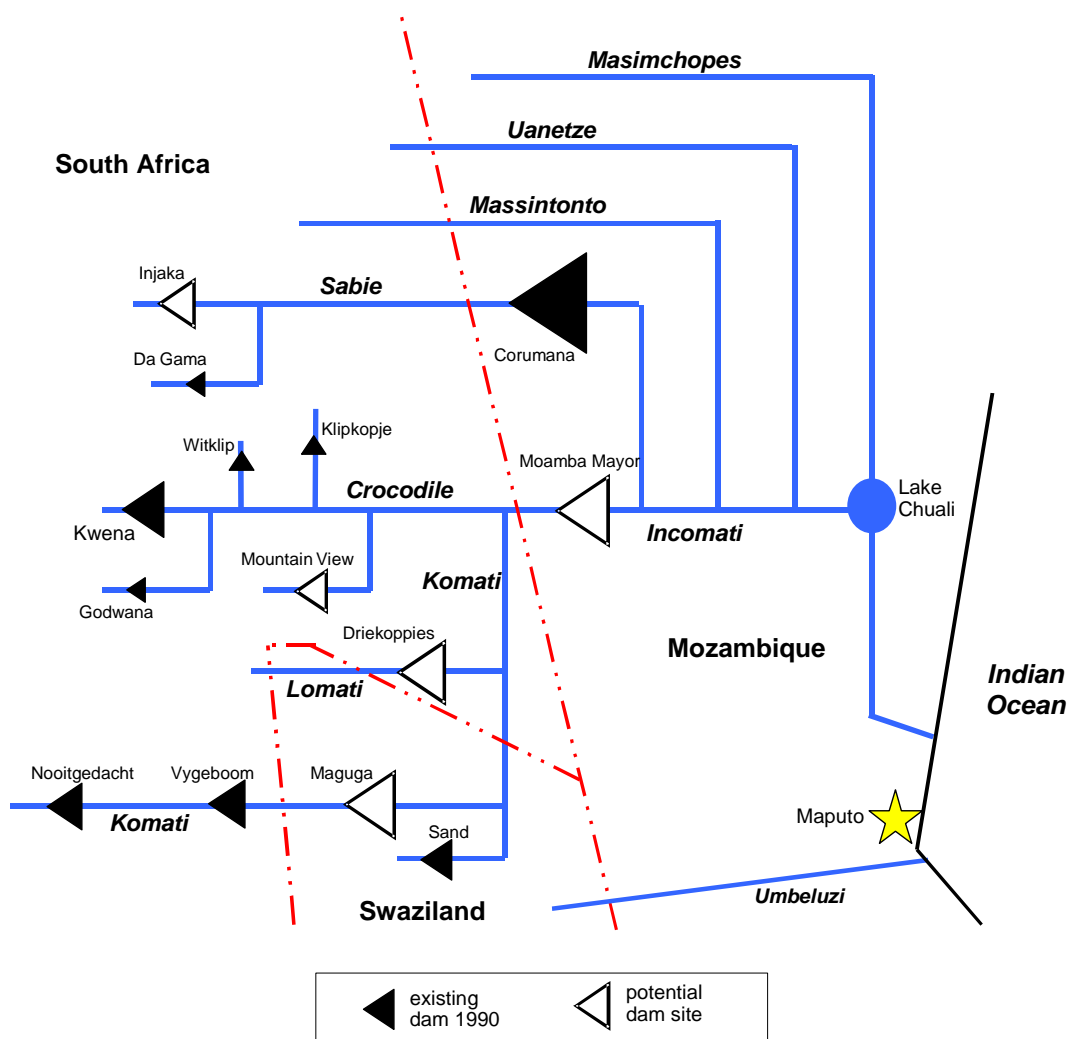 Masimchopes
Uanetze
South Africa
Massintonto
Injaka
Sabie
Corumana
Da Gama
Klipkopje
Witklip
Moamba Mayor
Crocodile
Lake
Chuali
Kwena
Incomati
Mountain View
Komati
Godwana
Driekoppies
Mozambique
Lomati
Indian
Ocean
Nooitgedacht
Vygeboom
Maguga
Komati
Sand
Maputo
Umbeluzi
Swaziland
existing
dam 1990
potential
dam site